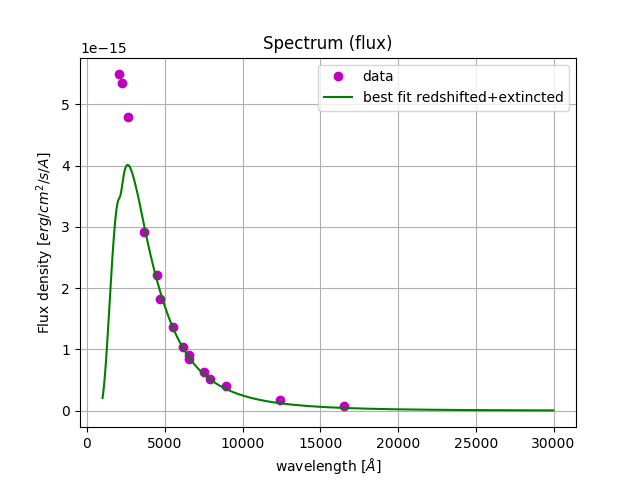 Spectrum (flux)
1e−15
data
best fit redshifted+extincted
5
4
3
2
1
0
Flux density [erg/cm²/s/A]
0 5000 10000 15000 20000 25000 30000
wavelength [Å]